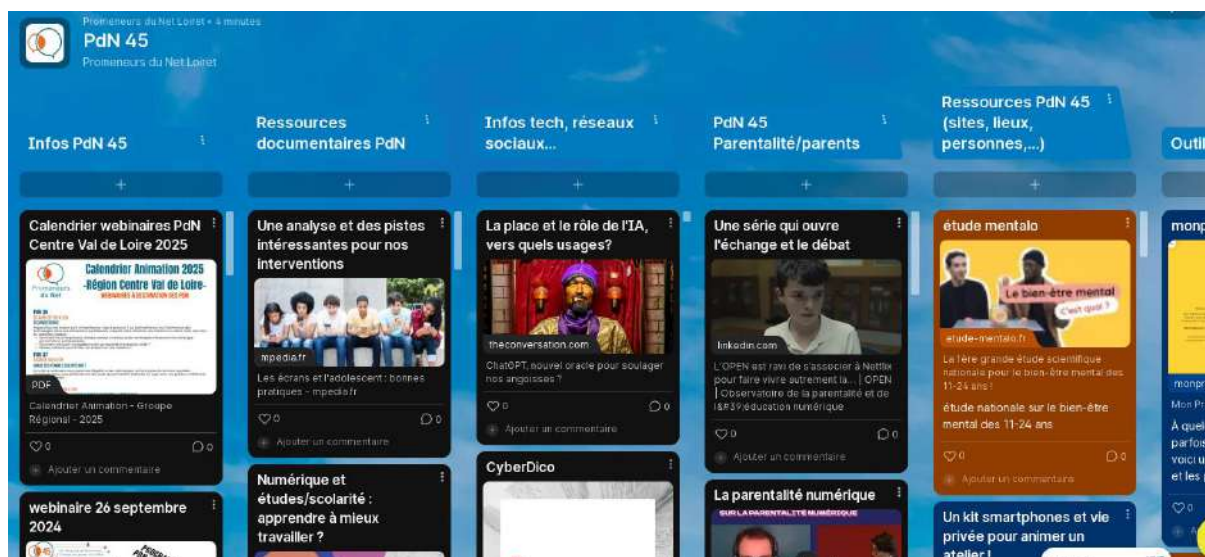 Promeneurs du Net Loiret • 4 minutes
PdN 45
Promeneurs du Net Loiret
Infos PdN 45
+
Calendrier webinaires PdN
Centre Val de Loire 2025
Promeneurs
du Net
Calendrier Animation 2025
-Région Centre Val de Loire-
WEBINAIRES À DESTINATION DES PDN
PDF
Calendrier Animation - Groupe
Régional - 2025
0
0
Ajouter un commentaire
webinaire 26 septembre
2024
Ressources
documentaires PdN
+
Une analyse et des pistes
intéressantes pour nos
interventions
mpedia.fr
Les écrans et l'adolescent : bonnes
pratiques - mpedia.fr
0
0
Ajouter un commentaire
Numérique et
études/scolarité :
apprendre à mieux
travailler ?
Infos tech, réseaux
sociaux...
+
La place et le rôle de l'IA,
vers quels usages?
theconversation.com
ChatGPT, nouvel oracle pour soulager
nos angoisses ?
0
0
Ajouter un commentaire
CyberDico
PdN 45
Parentalité/parents
+
Une série qui ouvre
l'échange et le débat
linkedin.com
L'OPEN est ravi de s'associer à Netflix
pour faire vivre autrement la... | OPEN
| Observatoire de la parentalité et de
l&#39;éducation numérique
0
0
Ajouter un commentaire
La parentalité numérique
SUR LA PARENTALITÉ NUMÉRIQUE
Ressources PdN 45
(sites, lieux,
personnes,...)
+
étude mentalo
Le bien-être mental
C'est quoi ?
etude-mentalo.fr
La 1ère grande étude scientifique
nationale pour le bien-être mental des
11-24 ans !
étude nationale sur le bien-être
mental des 11-24 ans
0
0
Ajouter un commentaire
Un kit smartphones et vie
privée pour animer un
atelier !
Outil
monp
monpr
Mon Pr
À quel
parfois
voici u
et les p
0